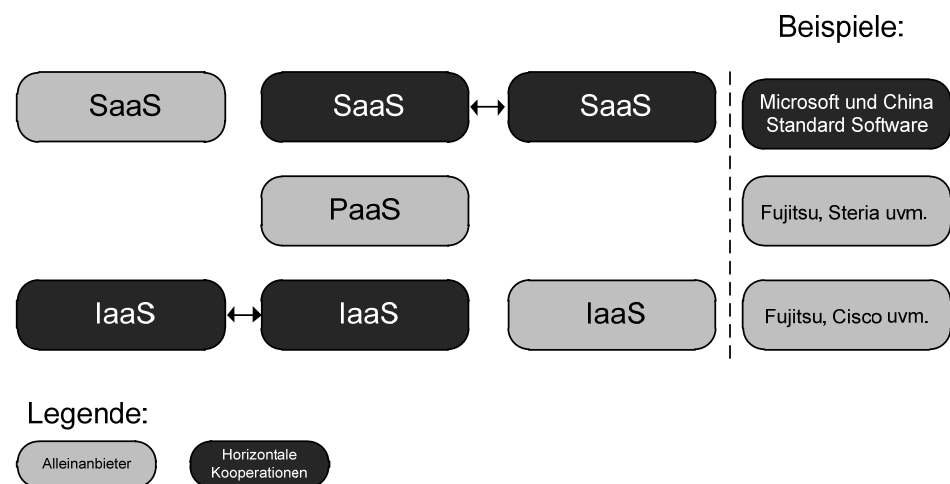 Beispiele:
SaaS
SaaS
SaaS
Microsoft und China
Standard Software
PaaS
Fujitsu, Steria uvm.
IaaS
IaaS
IaaS
Fujitsu, Cisco uvm.
Legende:
Alleinanbieter
Horizontale
Kooperationen